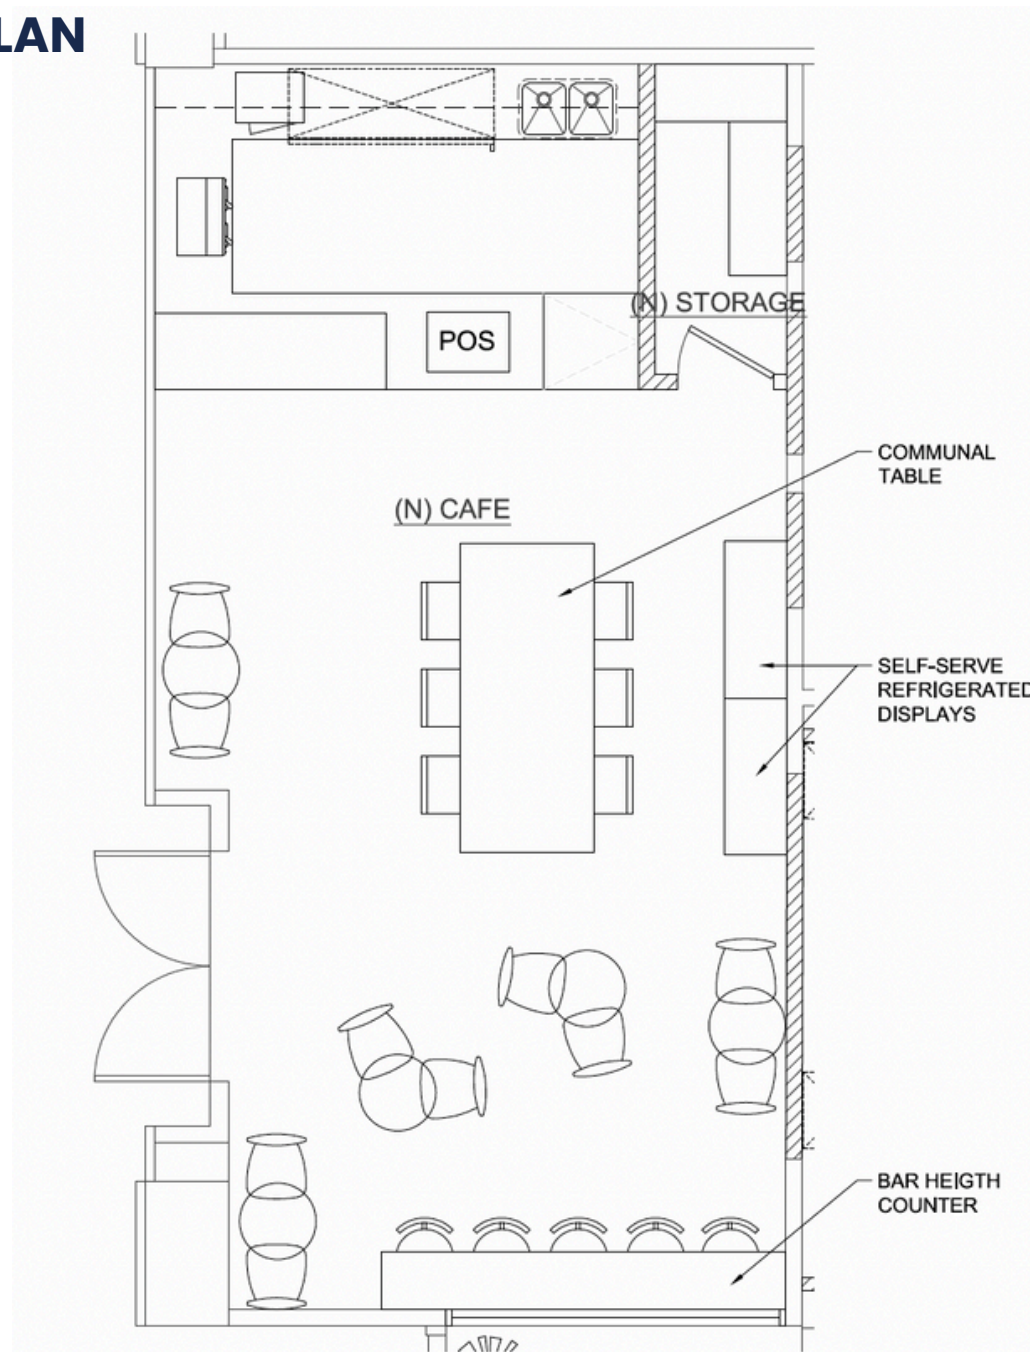 LAN
(N) STORAGE
POS
COMMUNAL
TABLE
(N) CAFE
SELF-SERVE
REFRIGERATED
DISPLAYS
BAR HEIGTH
COUNTER